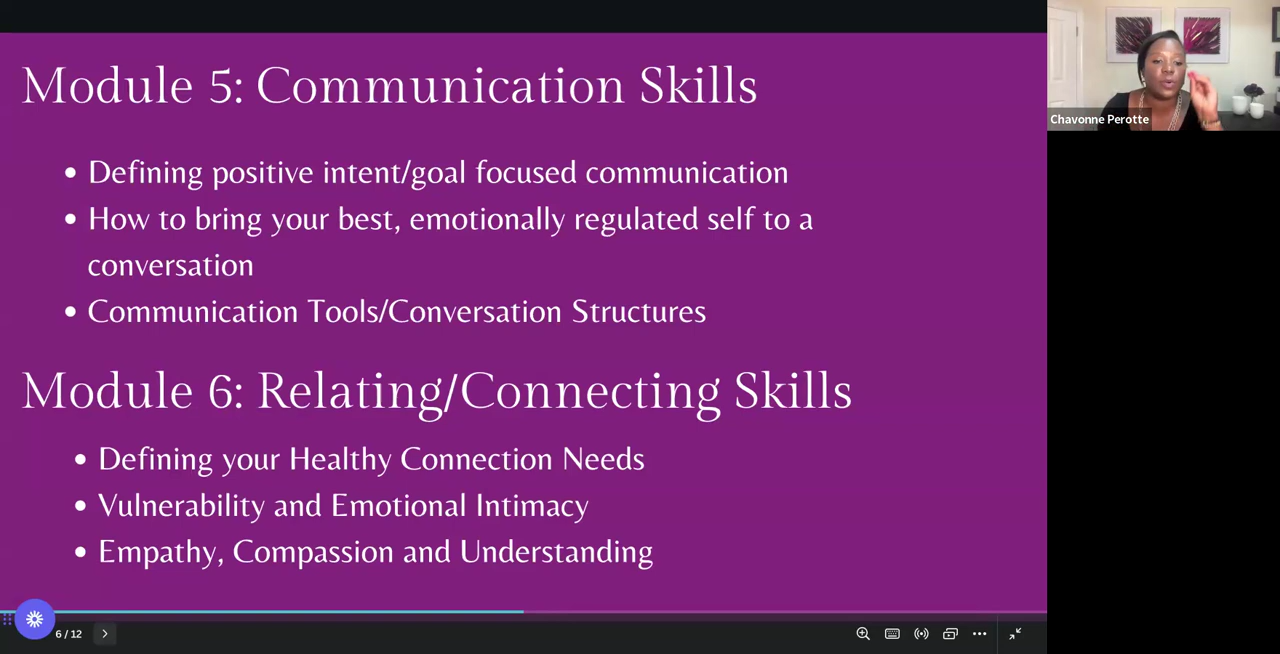 Module 5: Communication Skills
Defining positive intent/goal focused communication
How to bring your best, emotionally regulated self to a
conversation
Communication Tools/Conversation Structures
Module 6: Relating/Connecting Skills
Defining your Healthy Connection Needs
Vulnerability and Emotional Intimacy
Empathy, Compassion and Understanding
6 / 12
Chavonne Perotte